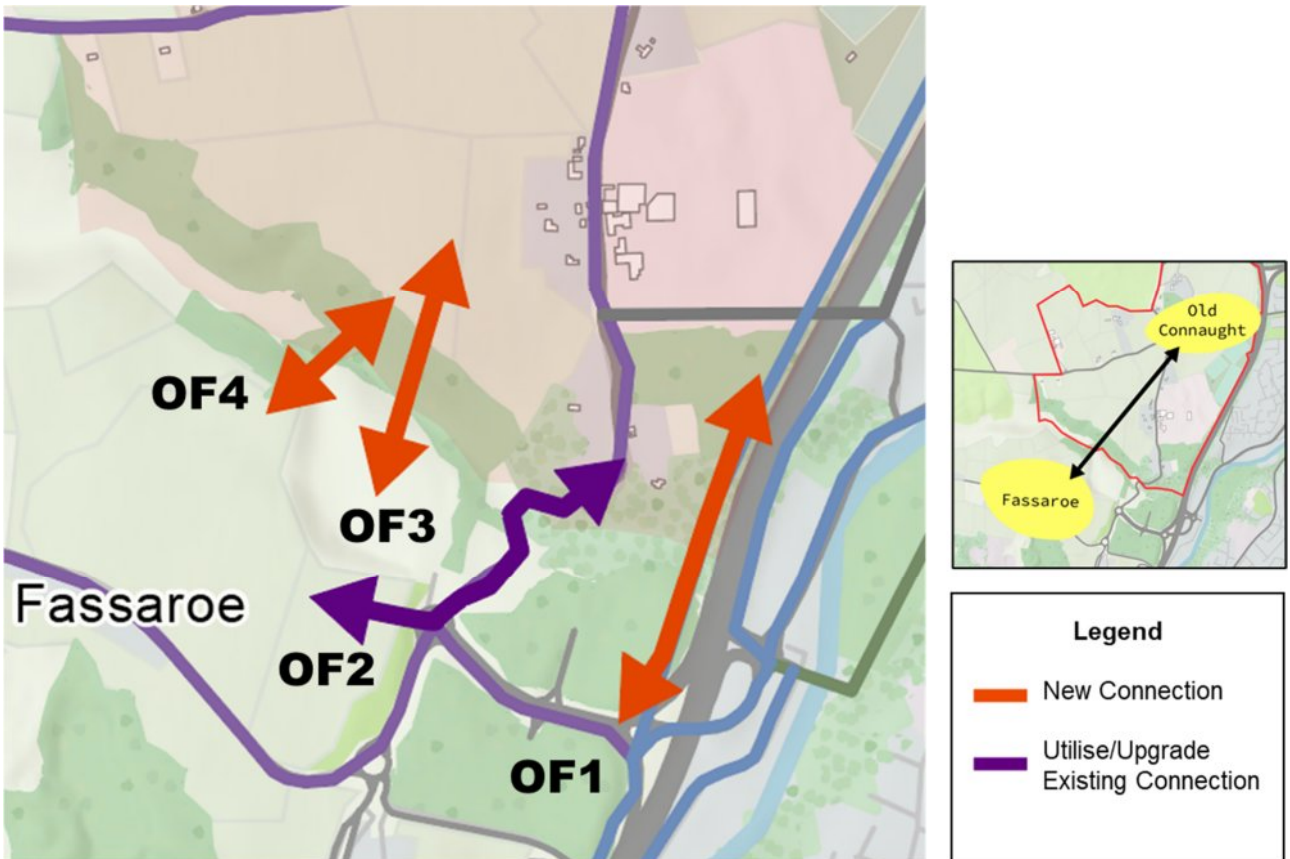 OF4
OF3
Fassaroe
OF2
OF1
Old
Connaught
Fassaroe
Legend
New Connection
Utilise/Upgrade
Existing Connection